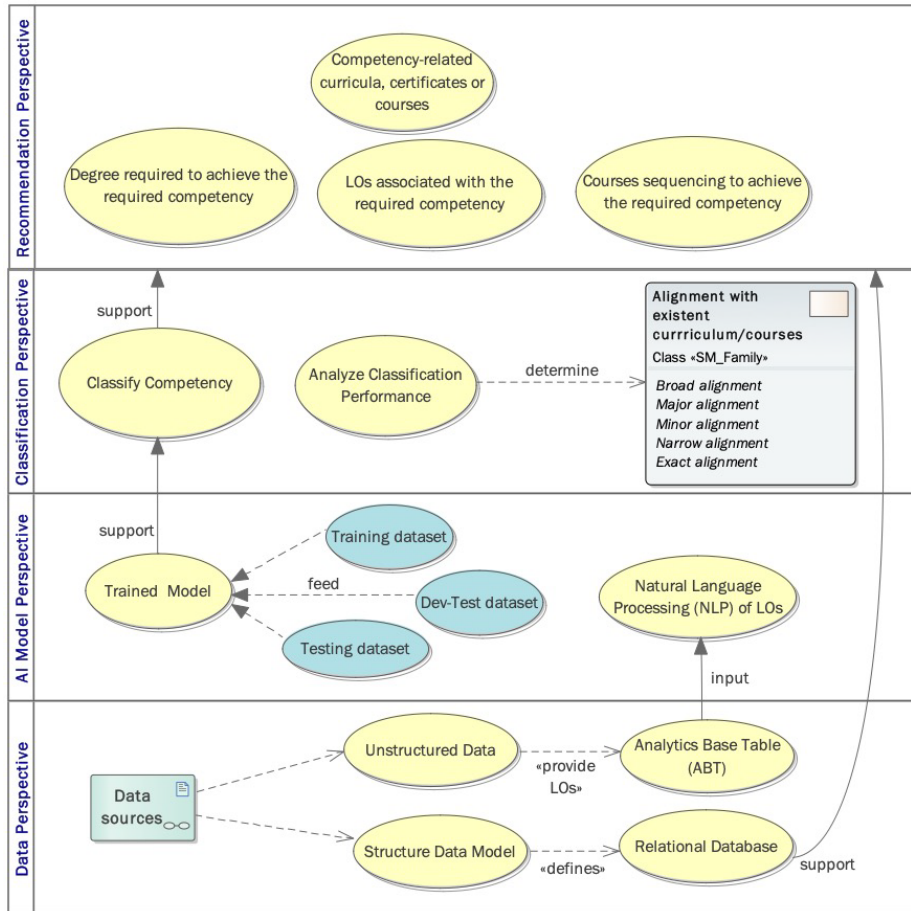 Recommendation Perspective
Competency-related
curricula, certificates or
courses
Degree required to achieve the
required competency
LOs associated with the
required competency
Courses sequencing to achieve
the required competency
Classification Perspective
support
Classify Competency
Analyze Classification
Performance
determine
Alignment with
existent
currriculum/courses
Class «SM_Family»
Broad alignment
Major alignment
Minor alignment
Narrow alignment
Exact alignment
AI Model Perspective
support
Trained Model
Training dataset
feed
Dev-Test dataset
Testing dataset
Natural Language
Processing (NLP) of LOs
input
Data Perspective
Data
sources
Unstructured Data
«provide
LOs»
Analytics Base Table
(ABT)
Structure Data Model
«defines»
Relational Database
support